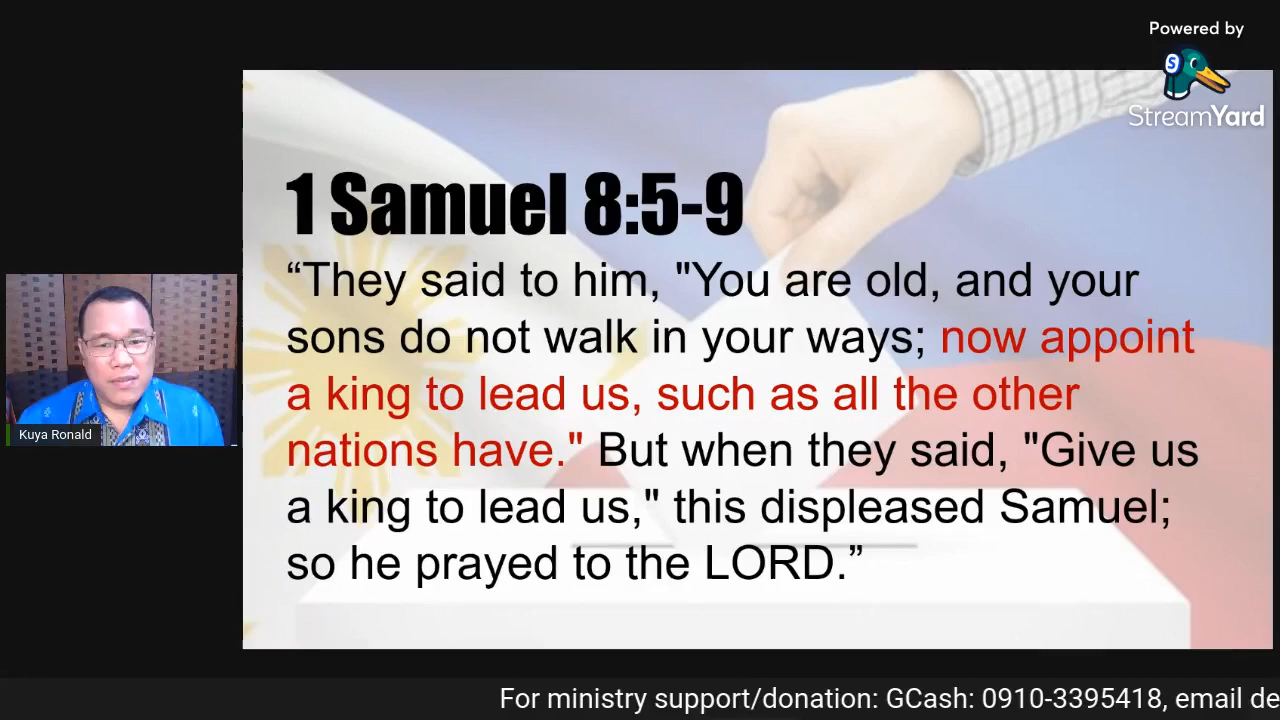 Powered by
StreamYard
1 Samuel 8:5-9
“They said to him, "You are old, and your
sons do not walk in your ways; now appoint
a king to lead us, such as all the other
nations have." But when they said, "Give us
a king to lead us," this displeased Samuel;
so he prayed to the LORD.”
Kuya Ronald
For ministry support/donation: GCash: 0910-3395418, email de